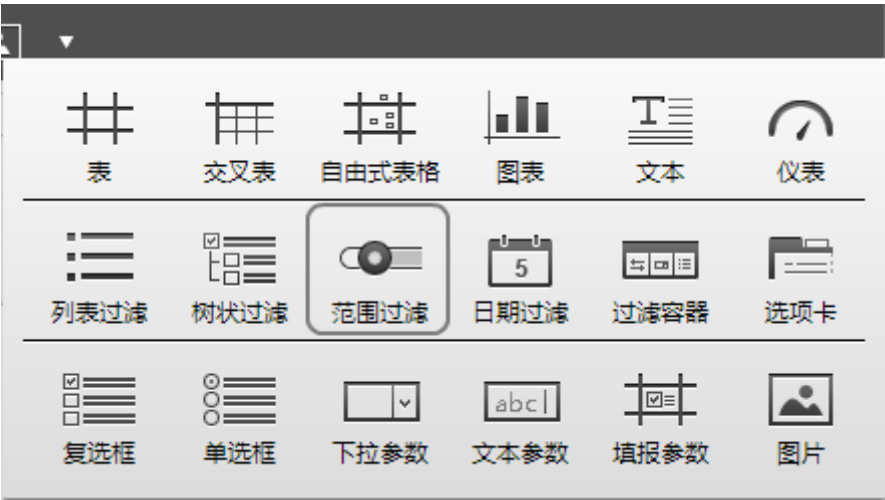 表 交叉表 自由式表格 图表 文本 仪表
5
列表过滤 树状过滤 范围过滤 日期过滤 过滤容器 选项卡
abc
复选框 单选框 下拉参数 文本参数 填报参数 图片